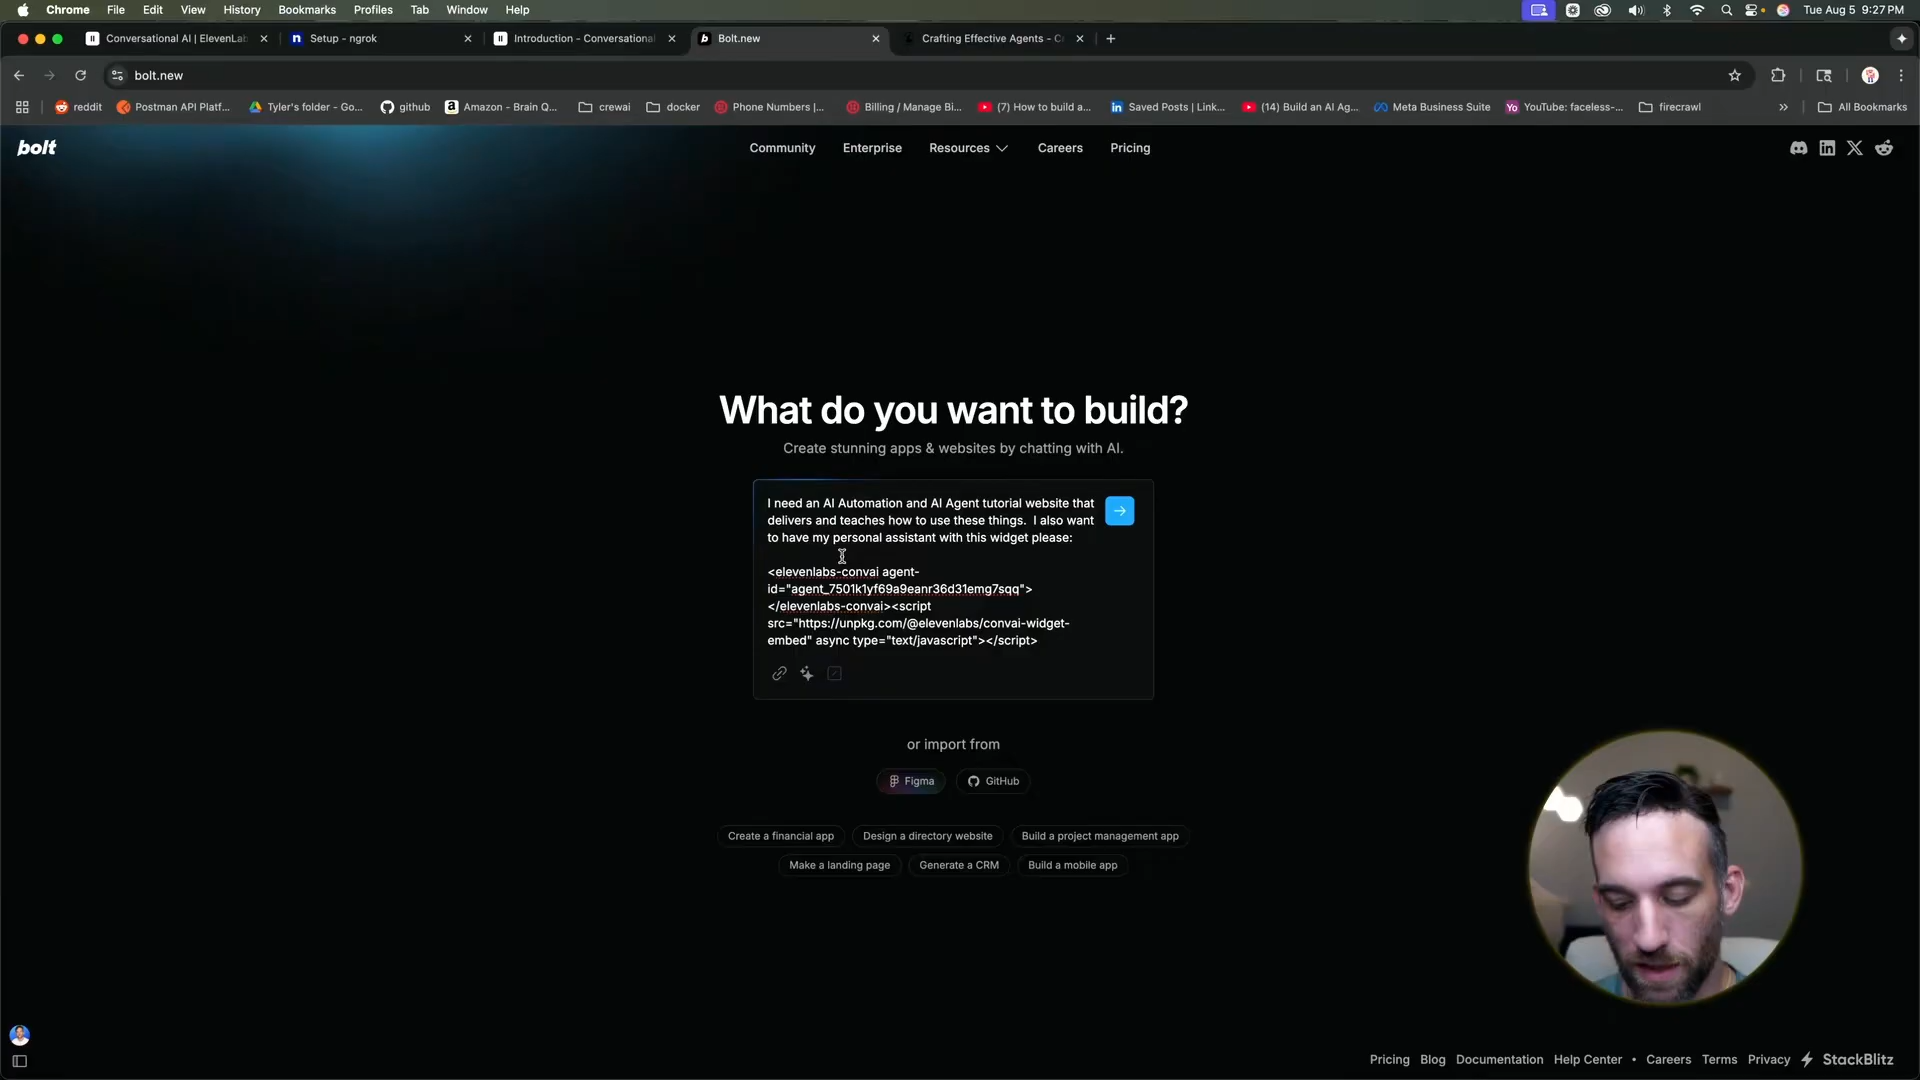 Chrome File Edit View History Bookmarks Profiles Tab Window Help Tue Aug 5 9:27 PM
Conversational AI | ElevenLab Setup - ngrok Introduction - Conversational Bolt.new Crafting Effective Agents - C
bolt.new
reddit Postman API Platf... Tyler's folder - Go... github Amazon - Brain Q... crewai docker Phone Numbers |... Billing / Manage Bi... (7) How to build a... Saved Posts | Link... (14) Build an AI Ag... Meta Business Suite YouTube: faceless-... firecrawl All Bookmarks
bolt Community Enterprise Resources Careers Pricing
What do you want to build?
Create stunning apps & websites by chatting with AI.
I need an AI Automation and AI Agent tutorial website that
delivers and teaches how to use these things. I also want
to have my personal assistant with this widget please:
<elevenlabs-convai agent-
id="agent_7501k1yf69a9eanr36d31emg7sqq">
</elevenlabs-convai><script
src="https://unpkg.com/@elevenlabs/convai-widget-
embed" async type="text/javascript"></script>
or import from
Figma GitHub
Create a financial app Design a directory website Build a project management app
Make a landing page Generate a CRM Build a mobile app
Pricing Blog Documentation Help Center • Careers Terms Privacy StackBlitz